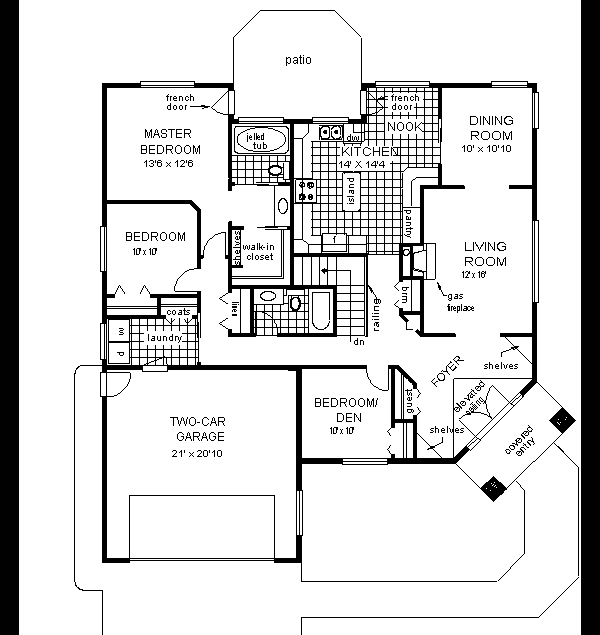 patio
french
door
french
door
MASTER
BEDROOM
13'6 x 12'6
jelled
tub
dw
NOOK
KITCHEN
14' X 14'4
DINING
ROOM
10' x 10'10
island
pantry
BEDROOM
10' x 10'
shelves
walk-in
closet
f
LIVING
ROOM
12' x 16'
gas
fireplace
coats
linen
brm
railing
dn
w
d
laundry
FOYER
shelves
TWO-CAR
GARAGE
21' x 20'10
BEDROOM/
DEN
10' x 10'
guest
elevated
ceiling
shelves
covered
entry